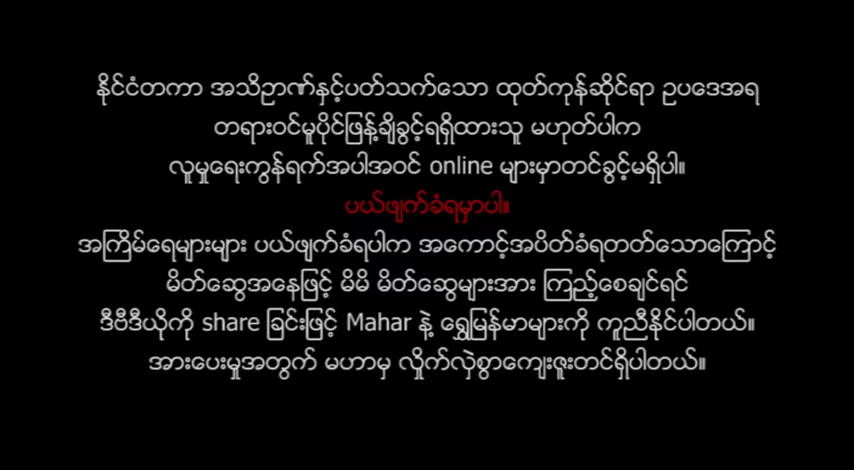 နိုင်ငံတကာ အသိဉာဏ်နှင့်ပတ်သက်သော ထုတ်ကုန်ဆိုင်ရာ ဥပဒေအရ
တရားဝင်မူပိုင်ဖြန့်ချိခွင့်ရရှိထားသူ မဟုတ်ပါက
လူမှုရေးကွန်ရက်အပါအဝင် online များမှာတင်ခွင့်မရှိပါ။
ပယ်ဖျက်ခံရမှာပါ။
အကြိမ်ရေများများ ပယ်ဖျက်ခံရပါက အကောင့်အပိတ်ခံရတတ်သောကြောင့်
မိတ်ဆွေအနေဖြင့် မိမိ မိတ်ဆွေများအား ကြည့်စေချင်ရင်
ဒီဗီဒီယိုကို share ခြင်းဖြင့် Mahar နဲ့ ရွှေမြန်မာများကို ကူညီနိုင်ပါတယ်။
အားပေးမှုအတွက် မဟာမှ လှိုက်လှဲစွာကျေးဇူးတင်ရှိပါတယ်။